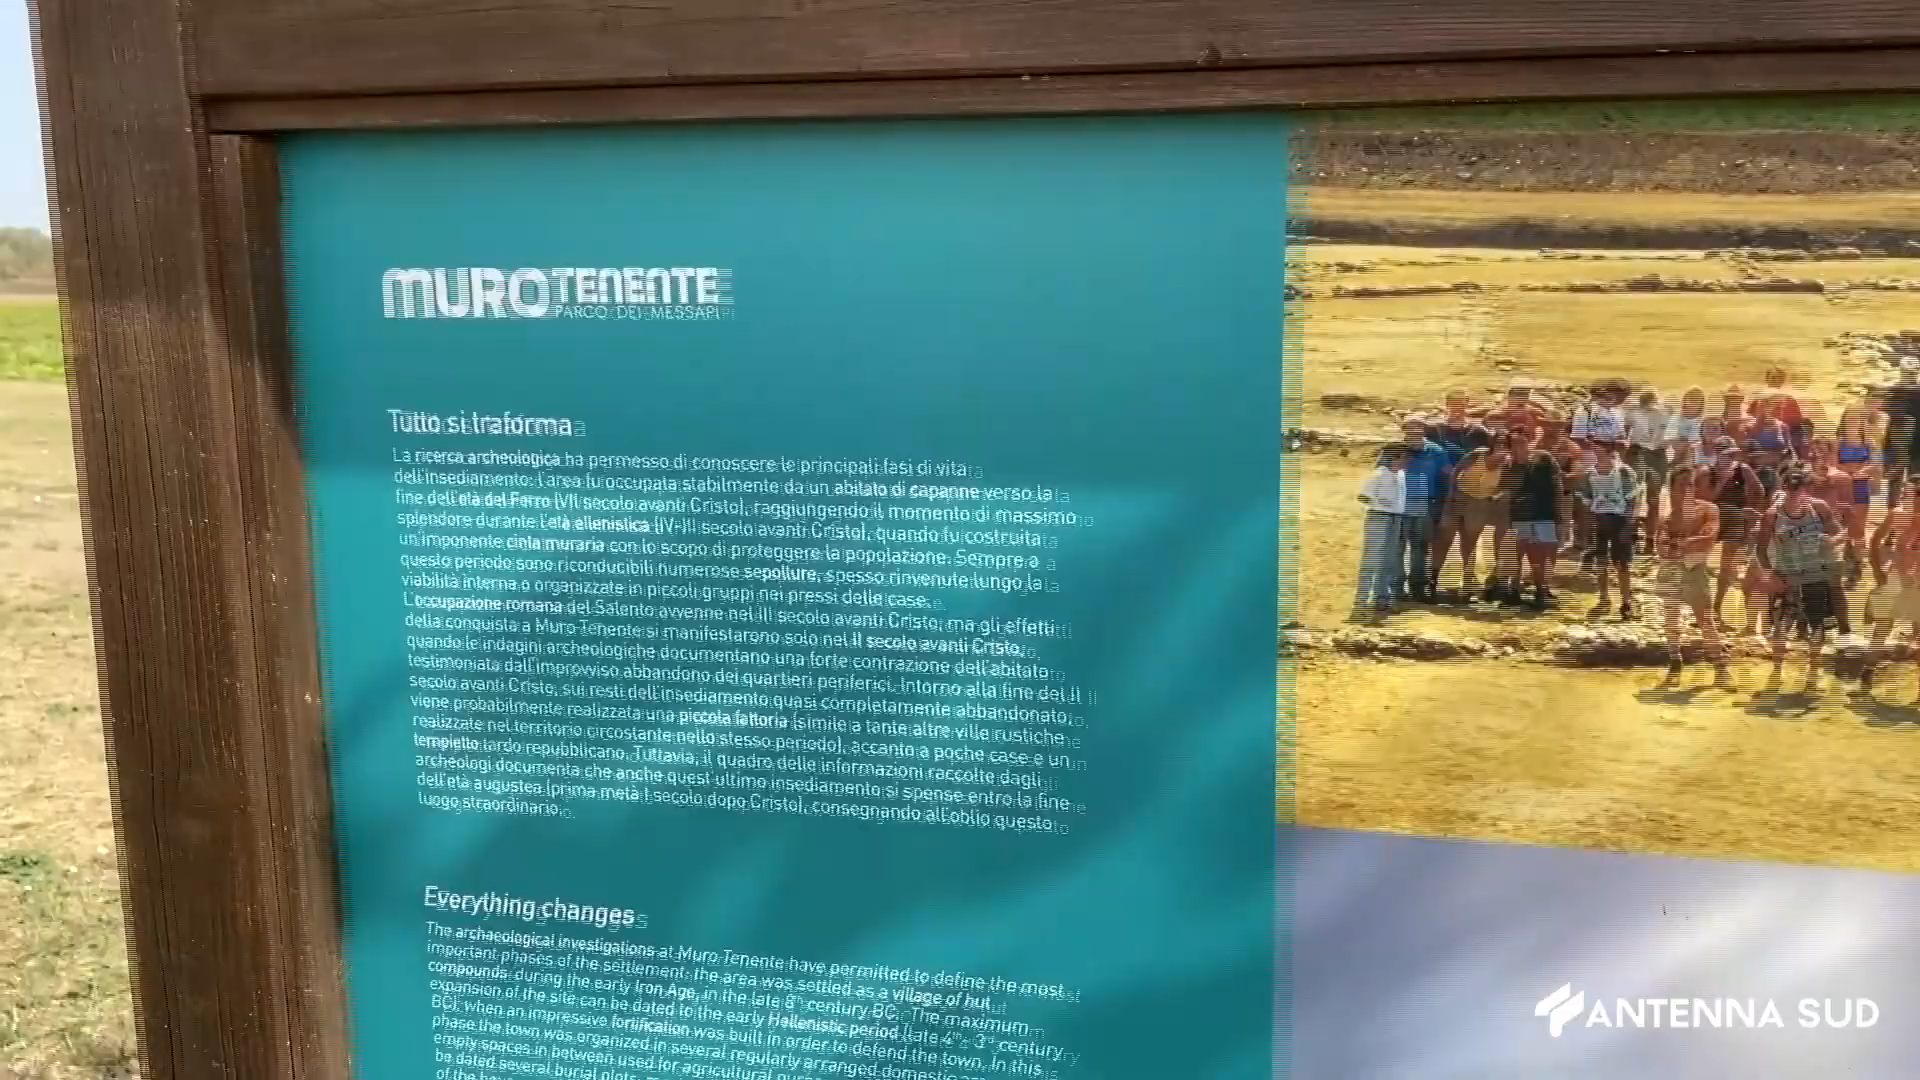 MURO TENENTE
PARCO DEI MESSAPI
Tutto si traforma
La ricerca archeologica ha permesso di conoscere le principali fasi di vita
dell'insediamento: l'area fu occupata stabilmente da un abitato di capanne verso la
fine dell'età del Ferro (VII secolo avanti Cristo), raggiungendo il momento di massimo
splendore durante l'età ellenistica (IV-III secolo avanti Cristo), quando fu costruita
un'imponente cinta muraria con lo scopo di proteggere la popolazione. Sempre a
questo periodo sono riconducibili numerose sepolture, spesso rinvenute lungo la
viabilità interna o organizzate in piccoli gruppi nei pressi delle case.
L'occupazione romana del Salento avvenne nel III secolo avanti Cristo, ma gli effetti
della conquista a Muro Tenente si manifestarono solo nel II secolo avanti Cristo,
quando le indagini archeologiche documentano una forte contrazione dell'abitato
testimoniata dall'improvviso abbandono dei quartieri periferici. Intorno alla fine del II
secolo avanti Cristo, sui resti dell'insediamento quasi completamente abbandonato,
viene probabilmente realizzata una piccola fattoria (simile a tante altre ville rustiche
realizzate nel territorio circostante nello stesso periodo), accanto a poche case e un
tempietto tardo repubblicano. Tuttavia, il quadro delle informazioni raccolte dagli
archeologi documenta che anche quest'ultimo insediamento si spense entro la fine
dell'età augustea (prima metà I secolo dopo Cristo), consegnando all'oblio questo
luogo straordinario.
Everything changes
The archaeological investigations at Muro Tenente have permitted to define the most
important phases of the settlement: the area was settled as a village of hut
compounds during the early Iron Age, in the late 8th century BC. The maximum
expansion of the site can be dated to the early Hellenistic period (late 4th - 3rd century
BC), when an impressive fortification was built in order to defend the town. In this
phase the town was organized in several regularly arranged domestic
empty spaces in between used for agricultural
be dated several burial plots,
of the
ANTENNA SUD